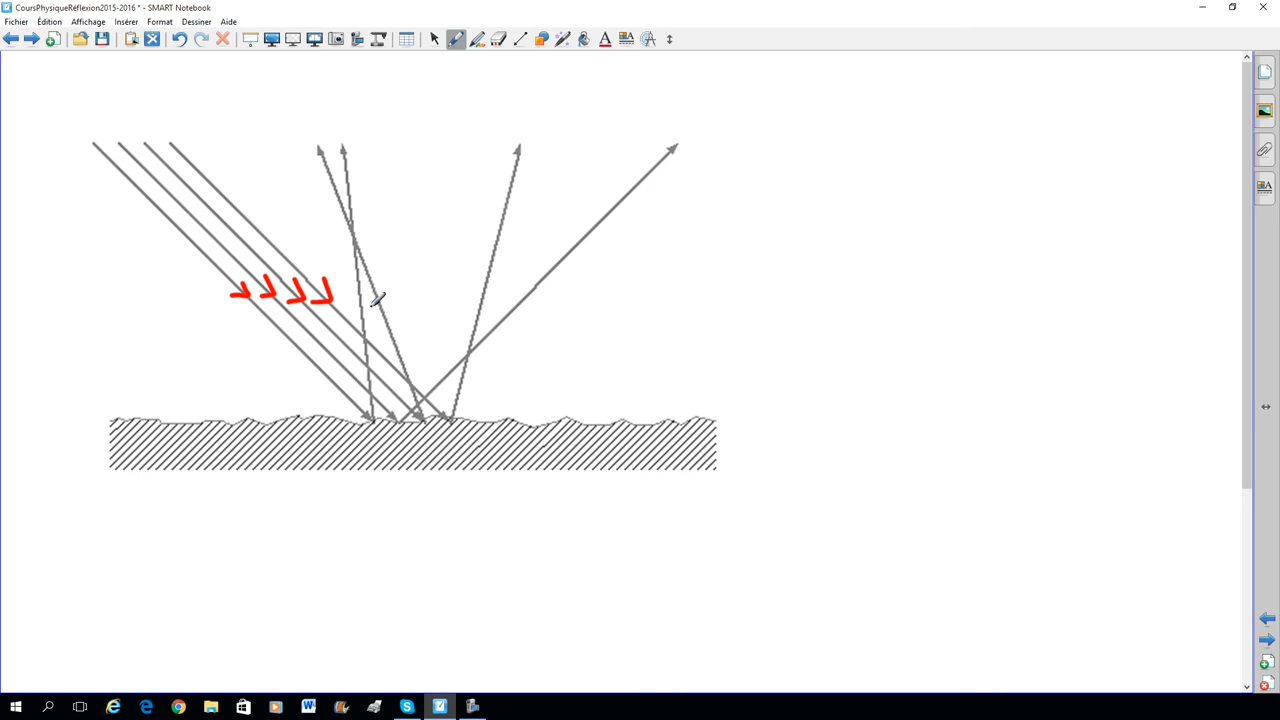 CoursPhysiqueRéflexion2015-2016 * - SMART Notebook
Fichier Édition Affichage Insérer Format Dessiner Aide